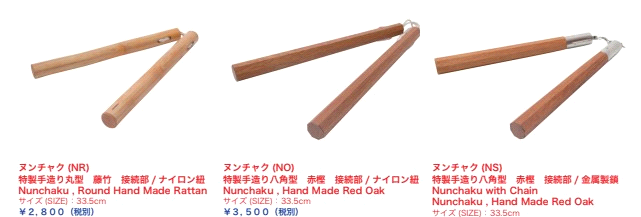 ヌンチャク (NR)
特製手造り丸型　藤竹　接続部 / ナイロン紐
Nunchaku , Round Hand Made Rattan
サイズ (SIZE)：33.5cm
￥2,800（税別）
ヌンチャク (NO)
特製手造り八角型　赤樫　接続部 / ナイロン紐
Nunchaku , Hand Made Red Oak
サイズ (SIZE)：33.5cm
￥3,500（税別）
ヌンチャク (NS)
特製手造り八角型　赤樫　接続部 / 金属製鎖
Nunchaku with Chain
Nunchaku , Hand Made Red Oak
サイズ (SIZE)：33.5cm